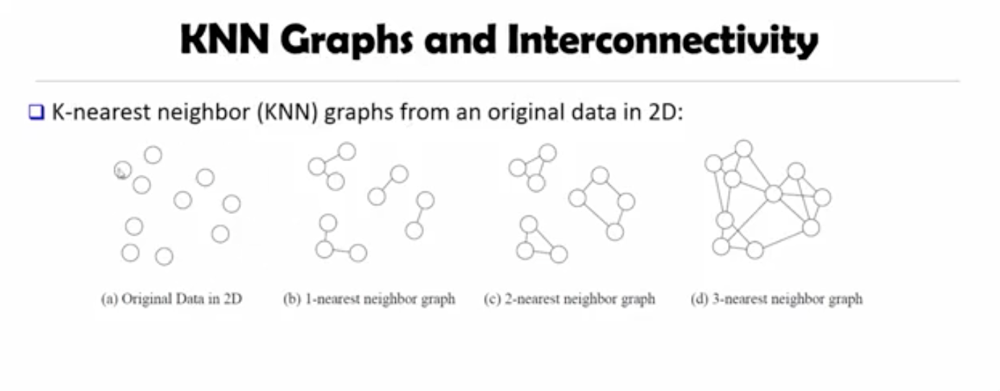 KNN Graphs and Interconnectivity
K-nearest neighbor (KNN) graphs from an original data in 2D:
(a) Original Data in 2D
(b) 1-nearest neighbor graph
(c) 2-nearest neighbor graph
(d) 3-nearest neighbor graph